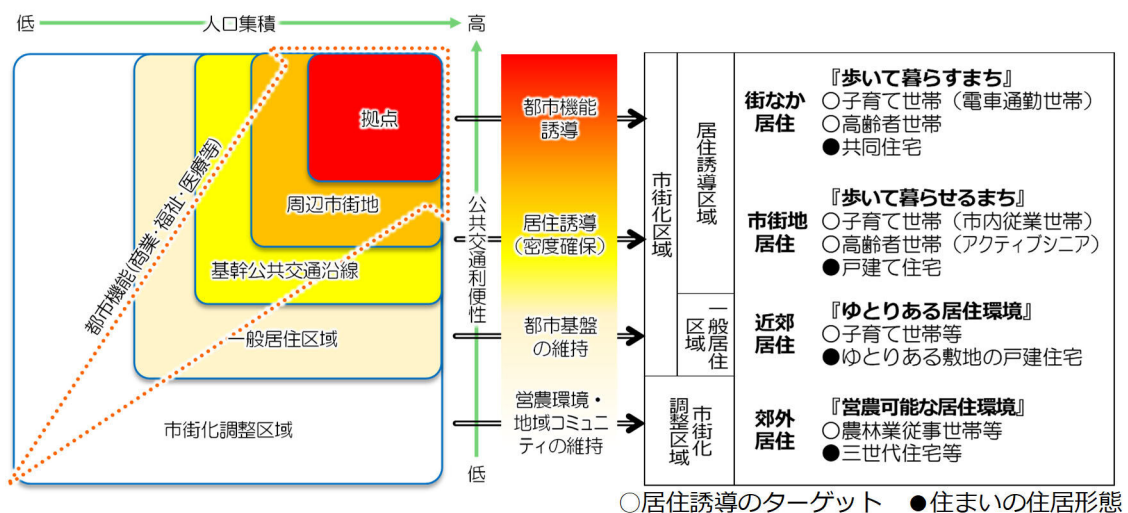 低
人口集積
高
拠点
周辺市街地
基幹公共交通沿線
一般居住区域
市街化調整区域
都市機能(商業・福祉・医療等)
公共交通利便性
低
都市機能
誘導
居住誘導
(密度確保)
都市基盤
の維持
営農環境・
地域コミュニ
ティの維持
市街化区域
居住誘導区域
一般居住
区域
市街化
調整区域
街なか
居住
『歩いて暮らすまち』
○子育て世帯（電車通勤世帯）
○高齢者世帯
●共同住宅
市街地
居住
『歩いて暮らせるまち』
○子育て世帯（市内従業世帯）
○高齢者世帯（アクティブシニア）
●戸建て住宅
近郊
居住
『ゆとりある居住環境』
○子育て世帯等
●ゆとりある敷地の戸建住宅
郊外
居住
『営農可能な居住環境』
○農林業従事世帯等
●三世代住宅等
○居住誘導のターゲット　●住まいの住居形態